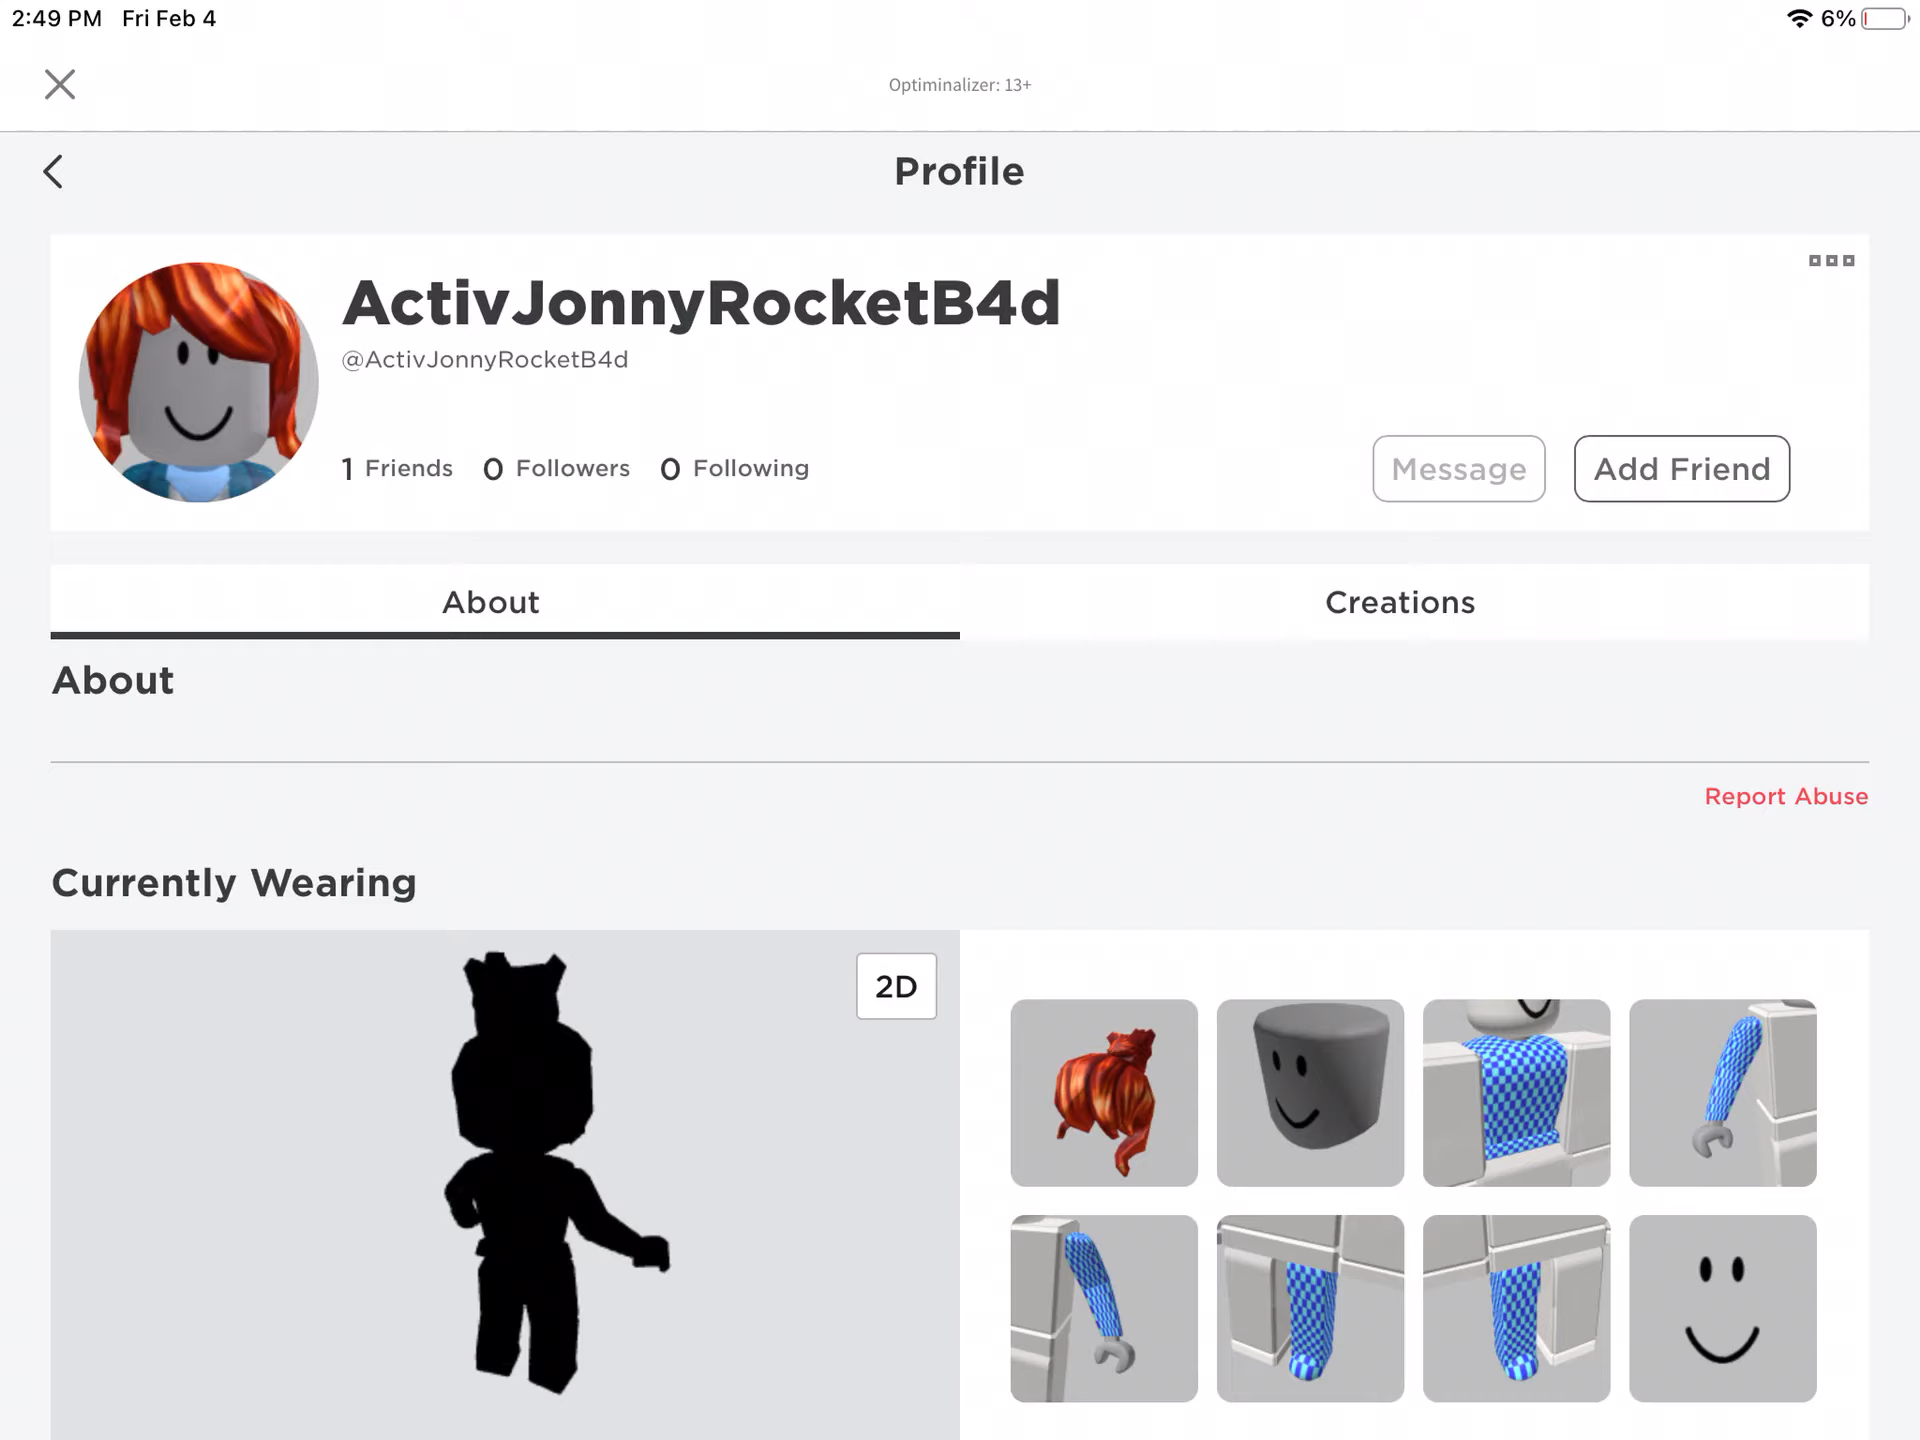 2:49 PM Fri Feb 4
6%
Optiminalizer: 13+
Profile
ActivJonnyRocketB4d
@ActivJonnyRocketB4d
1 Friends 0 Followers 0 Following
Message
Add Friend
About
Creations
About
Report Abuse
Currently Wearing
2D